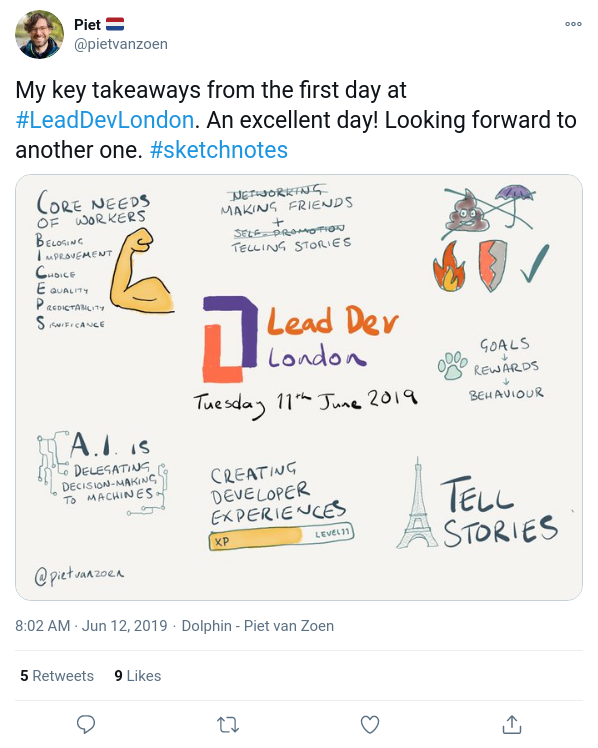 Piet
@pietvanzoen
My key takeaways from the first day at
#LeadDevLondon. An excellent day! Looking forward to
another one. #sketchnotes
CORE NEEDS
OF WORKERS
BELOGING
IMPROVEMENT
CHOICE
EQUALITY
PREDICTABILITY
SIGNIFICANCE
NETWORKING
MAKING FRIENDS
+
SELF-PROMOTION
TELLING STORIES
Lead Dev
London
Tuesday 11th June 2019
GOALS
REWARDS
BEHAVIOUR
A.I. IS
DELEGATING
DECISION-MAKING
TO MACHINES
CREATING
DEVELOPER
EXPERIENCES
XP
LEVEL 11
TELL
STORIES
@pietvanzoen
8:02 AM · Jun 12, 2019 · Dolphin - Piet van Zoen
5 Retweets 9 Likes